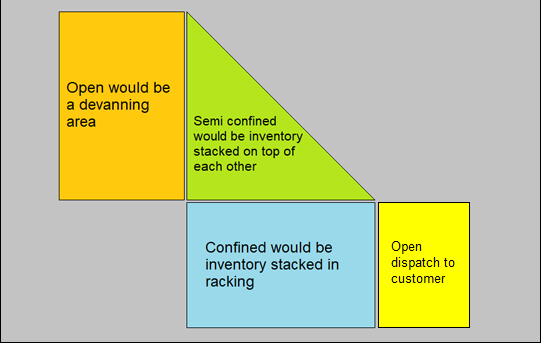 Open would be
a devanning
area
Semi confined
would be inventory
stacked on top of
each other
Confined would be
inventory stacked in
racking
Open
dispatch to
customer